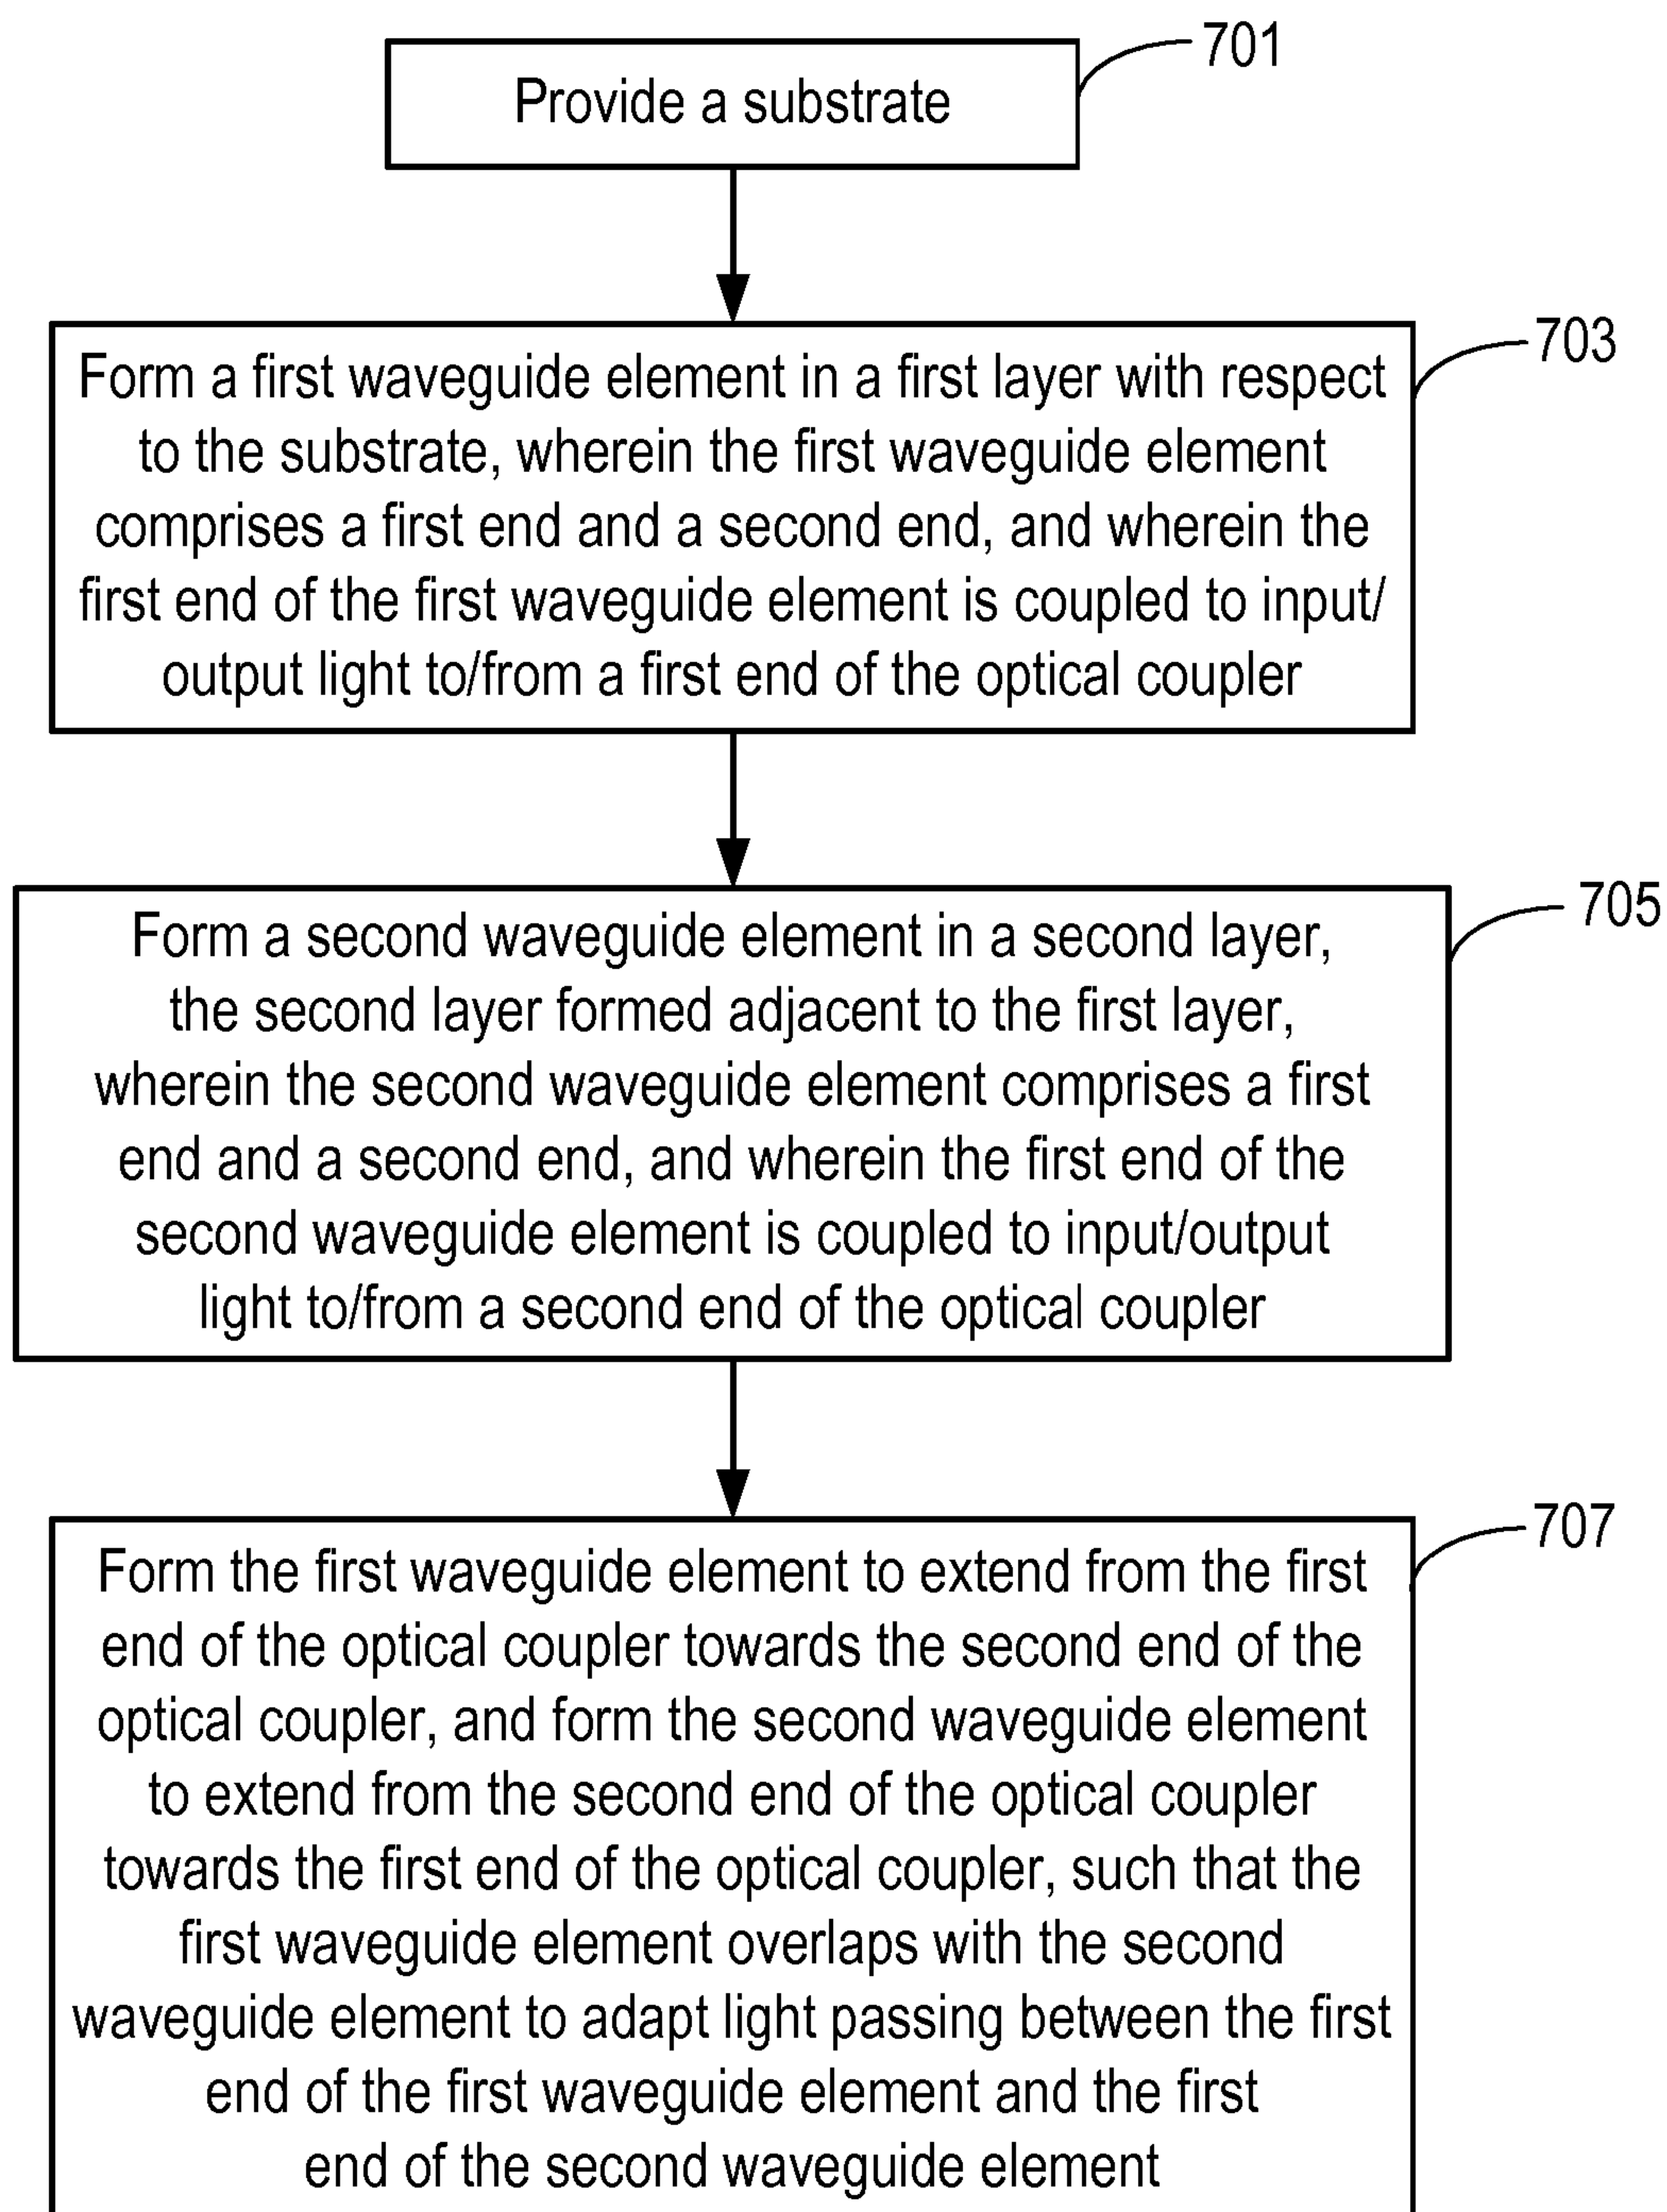 701
Provide a substrate
703
Form a first waveguide element in a first layer with respect
to the substrate, wherein the first waveguide element
comprises a first end and a second end, and wherein the
first end of the first waveguide element is coupled to input/
output light to/from a first end of the optical coupler
705
Form a second waveguide element in a second layer,
the second layer formed adjacent to the first layer,
wherein the second waveguide element comprises a first
end and a second end, and wherein the first end of the
second waveguide element is coupled to input/output
light to/from a second end of the optical coupler
707
Form the first waveguide element to extend from the first
end of the optical coupler towards the second end of the
optical coupler, and form the second waveguide element
to extend from the second end of the optical coupler
towards the first end of the optical coupler, such that the
first waveguide element overlaps with the second
waveguide element to adapt light passing between the first
end of the first waveguide element and the first
end of the second waveguide element